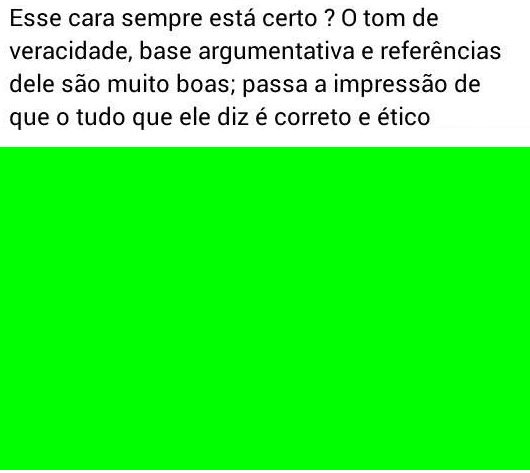 Esse cara sempre está certo ? O tom de
veracidade, base argumentativa e referências
dele são muito boas; passa a impressão de
que o tudo que ele diz é correto e ético